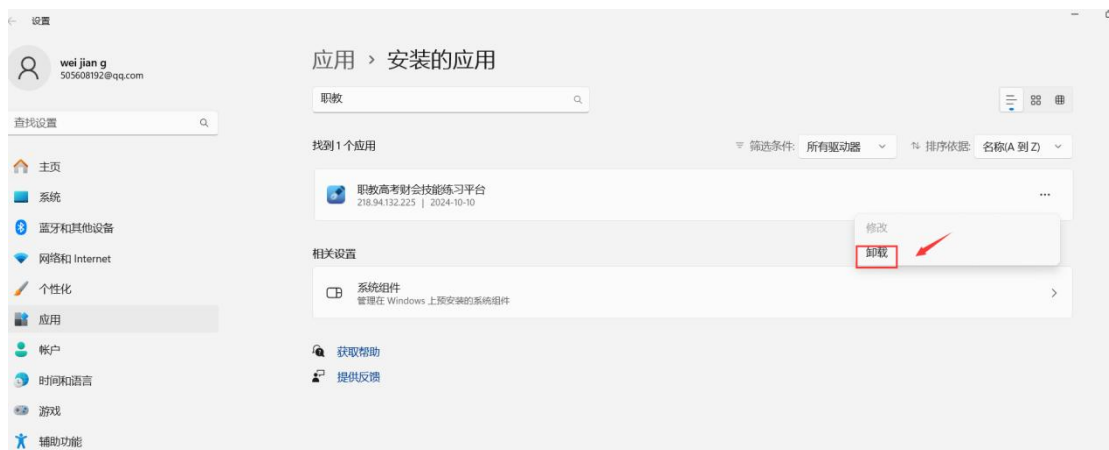 设置
wei jian g
505608192@qq.com
查找设置
主页
系统
蓝牙和其他设备
网络和 Internet
个性化
应用
帐户
时间和语言
游戏
辅助功能
应用 › 安装的应用
职教
找到 1 个应用
筛选条件: 所有驱动器
排序依据: 名称(A 到 Z)
职教高考财会技能练习平台
218.94.132.225 | 2024-10-10
修改
卸载
相关设置
系统组件
管理在 Windows 上预安装的系统组件
获取帮助
提供反馈